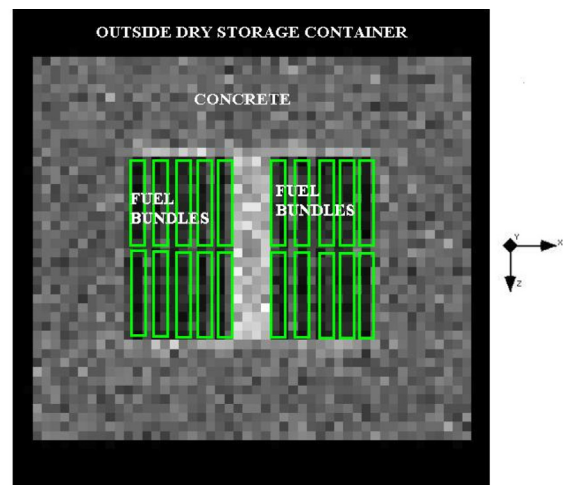 OUTSIDE DRY STORAGE CONTAINER
CONCRETE
FUEL
BUNDLES
FUEL
BUNDLES
Y
X
Z